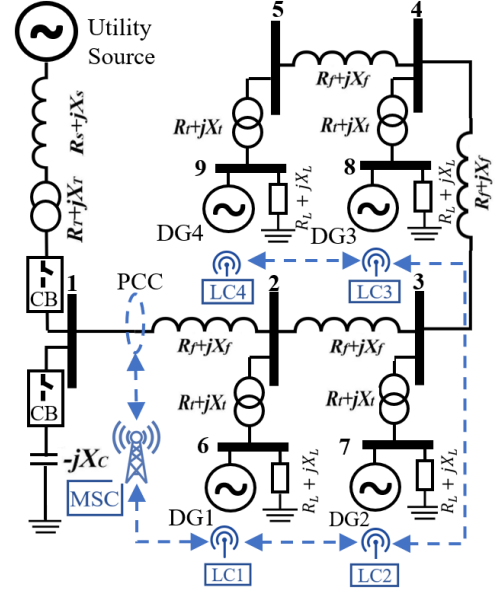 Utility
Source
5
4
Rf+jXf
Rs+jXs
Rt+jXt
Rt+jXt
RT+jXT
9
8
RL + jXL
RL + jXL
Rf+jXf
DG4
DG3
CB
1
PCC
LC4
LC3
2
3
Rf+jXf
Rf+jXf
CB
Rt+jXt
Rt+jXt
-jXC
6
7
RL + jXL
RL + jXL
MSC
DG1
DG2
LC1
LC2